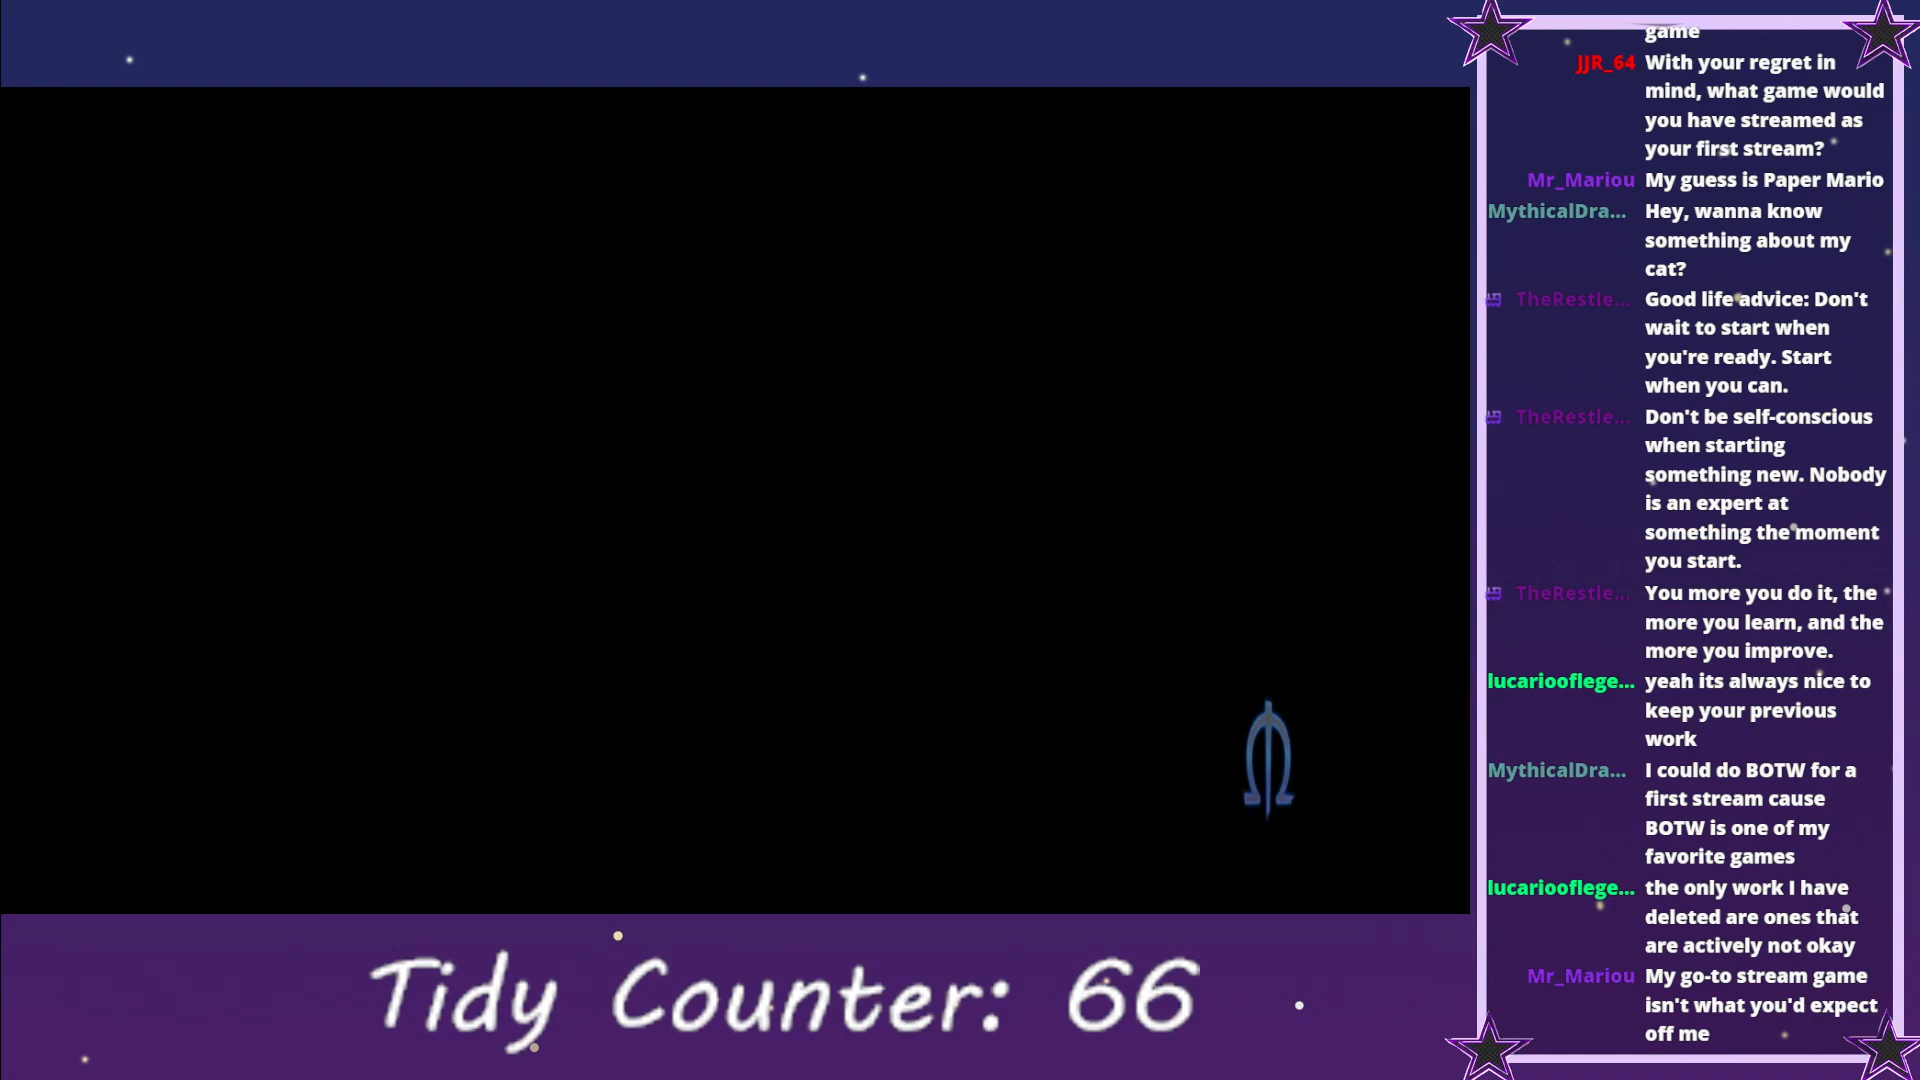 game
JJR_64 With your regret in
mind, what game would
you have streamed as
your first stream?
Mr_Mariou My guess is Paper Mario
MythicalDra... Hey, wanna know
something about my
cat?
TheRestle... Good life advice: Don't
wait to start when
you're ready. Start
when you can.
TheRestle... Don't be self-conscious
when starting
something new. Nobody
is an expert at
something the moment
you start.
TheRestle... You more you do it, the
more you learn, and the
more you improve.
lucariooflege... yeah its always nice to
keep your previous
work
MythicalDra... I could do BOTW for a
first stream cause
BOTW is one of my
favorite games
lucariooflege... the only work I have
deleted are ones that
are actively not okay
Mr_Mariou My go-to stream game
isn't what you'd expect
off me
Tidy Counter: 66